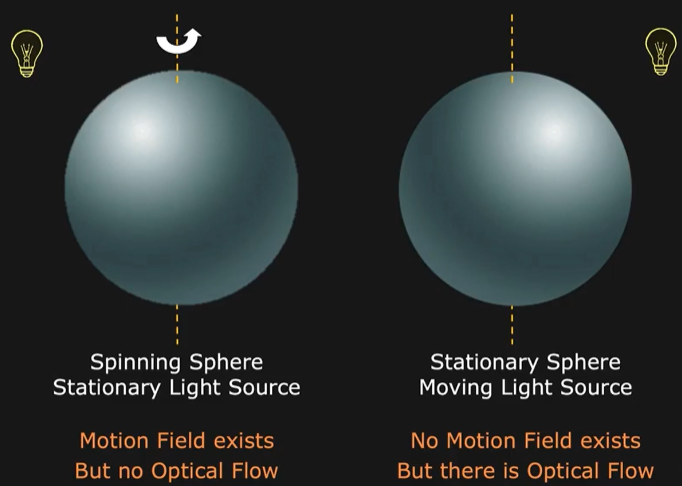 Spinning Sphere
Stationary Light Source
Motion Field exists
But no Optical Flow
Stationary Sphere
Moving Light Source
No Motion Field exists
But there is Optical Flow